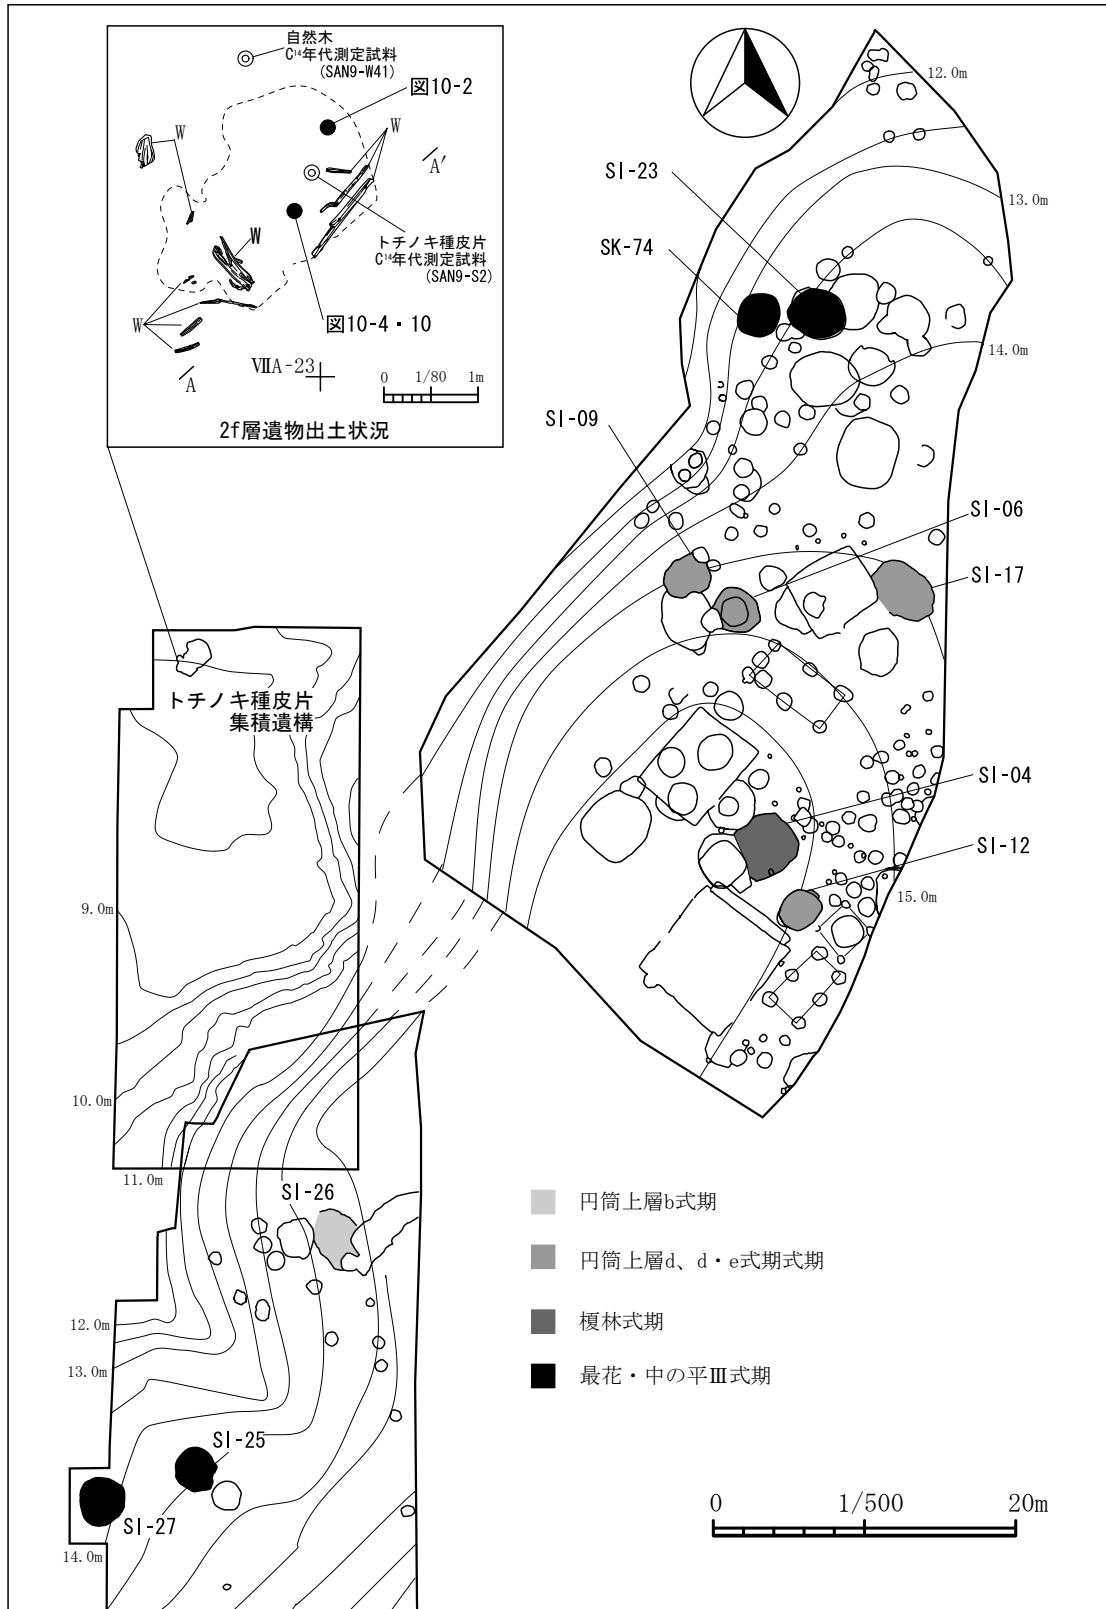 自然木
C¹⁴年代測定試料
(SAN9-W41)
図10-2
W
W
A′
トチノキ種皮片
C¹⁴年代測定試料
(SAN9-S2)
W
W
図10-4・10
A
ⅦA-23
0 1/80 1m
2f層遺物出土状況
12.0m
SI-23
13.0m
SK-74
14.0m
SI-09
SI-06
SI-17
トチノキ種皮片
集積遺構
SI-04
SI-12
15.0m
9.0m
10.0m
11.0m
SI-26
円筒上層b式期
円筒上層d、d・e式期式期
榎林式期
最花・中の平Ⅲ式期
12.0m
13.0m
SI-25
SI-27
14.0m
0 1/500 20m